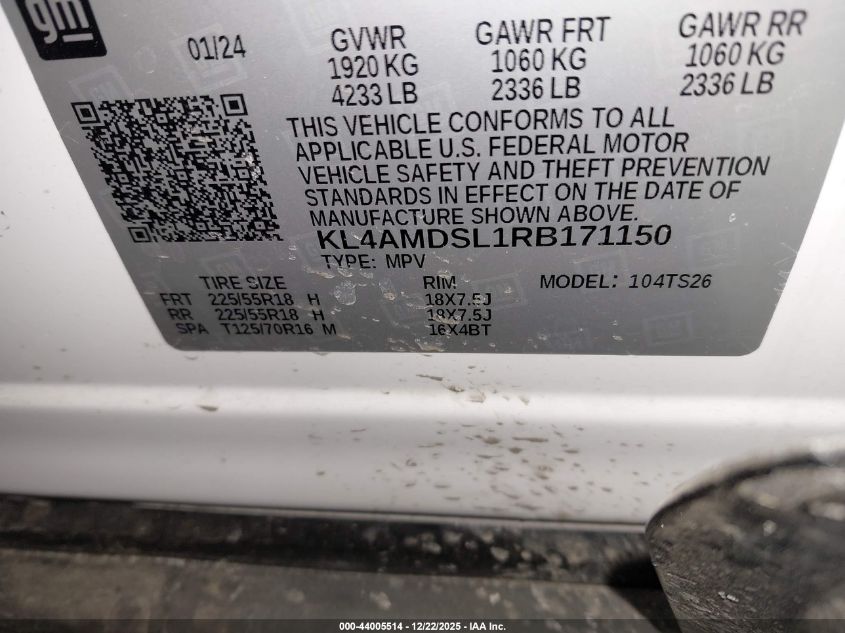 gm
01/24
GVWR
1920 KG
4233 LB
GAWR FRT
1060 KG
2336 LB
GAWR RR
1060 KG
2336 LB
THIS VEHICLE CONFORMS TO ALL
APPLICABLE U.S. FEDERAL MOTOR
VEHICLE SAFETY AND THEFT PREVENTION
STANDARDS IN EFFECT ON THE DATE OF
MANUFACTURE SHOWN ABOVE.
KL4AMDSL1RB171150
TYPE: MPV
TIRE SIZE RIM MODEL: 104TS26
FRT 225/55R18 H 18X7.5J
RR 225/55R18 H 18X7.5J
SPA T125/70R16 M 16X4BT
000-44005514 - 12/22/2025 - IAA Inc.